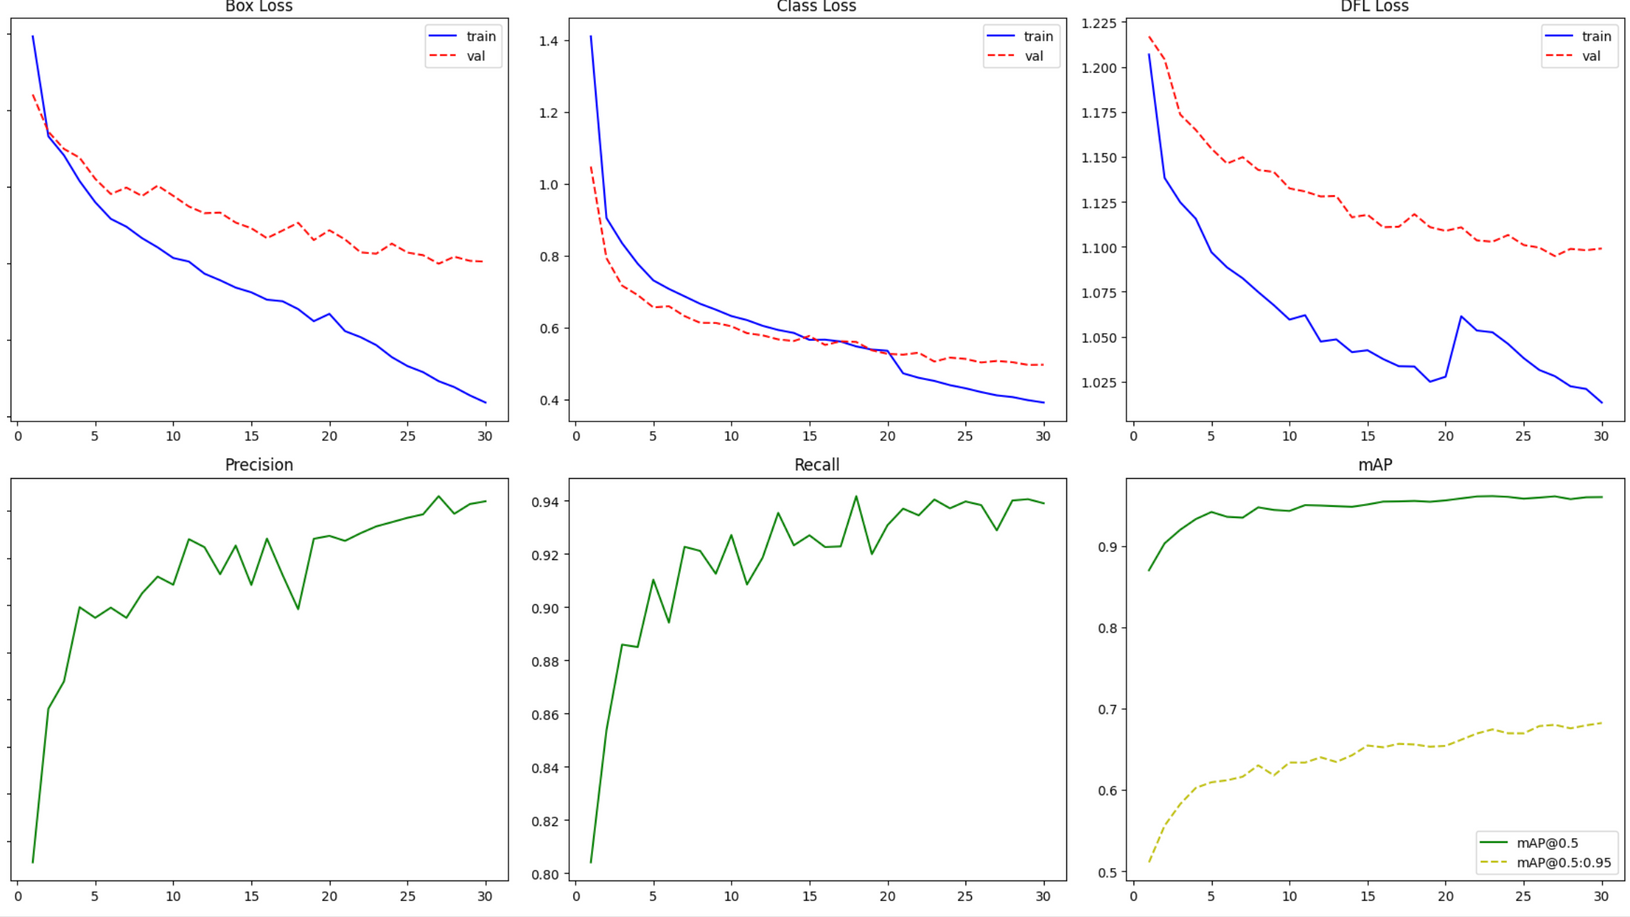 Box Loss
train
val
0 5 10 15 20 25 30
Class Loss
train
val
1.4
1.2
1.0
0.8
0.6
0.4
0 5 10 15 20 25 30
DFL Loss
train
val
1.225
1.200
1.175
1.150
1.125
1.100
1.075
1.050
1.025
0 5 10 15 20 25 30
Precision
0 5 10 15 20 25 30
Recall
0.94
0.92
0.90
0.88
0.86
0.84
0.82
0.80
0 5 10 15 20 25 30
mAP
0.9
0.8
0.7
0.6
0.5
mAP@0.5
mAP@0.5:0.95
0 5 10 15 20 25 30